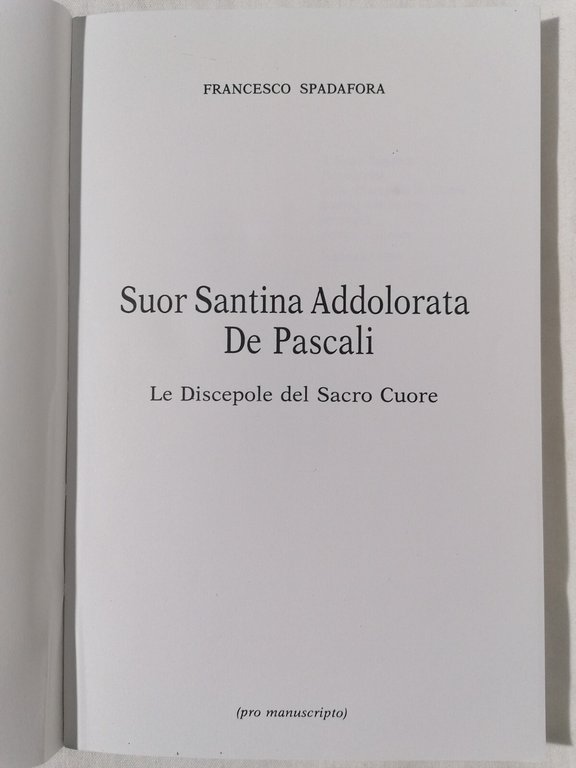 FRANCESCO SPADAFORA
Suor Santina Addolorata
De Pascali
Le Discepole del Sacro Cuore
(pro manuscripto)